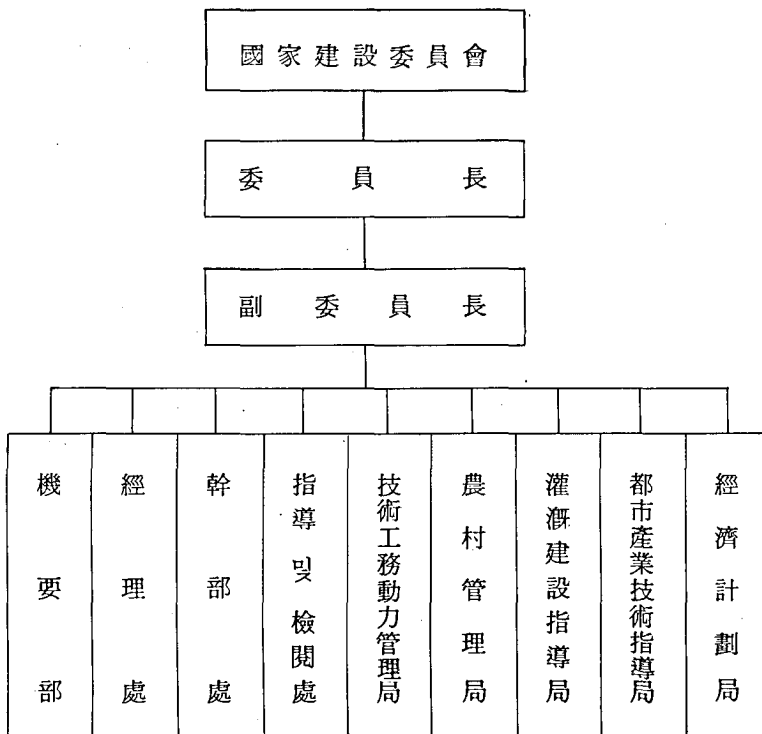 國家建設委員會
委員長
副委員長
機要部
經理處
幹部處
指導 및 檢閱處
技術工務動力管理局
農村管理局
灌漑建設指導局
都市產業技術指導局
經濟計劃局